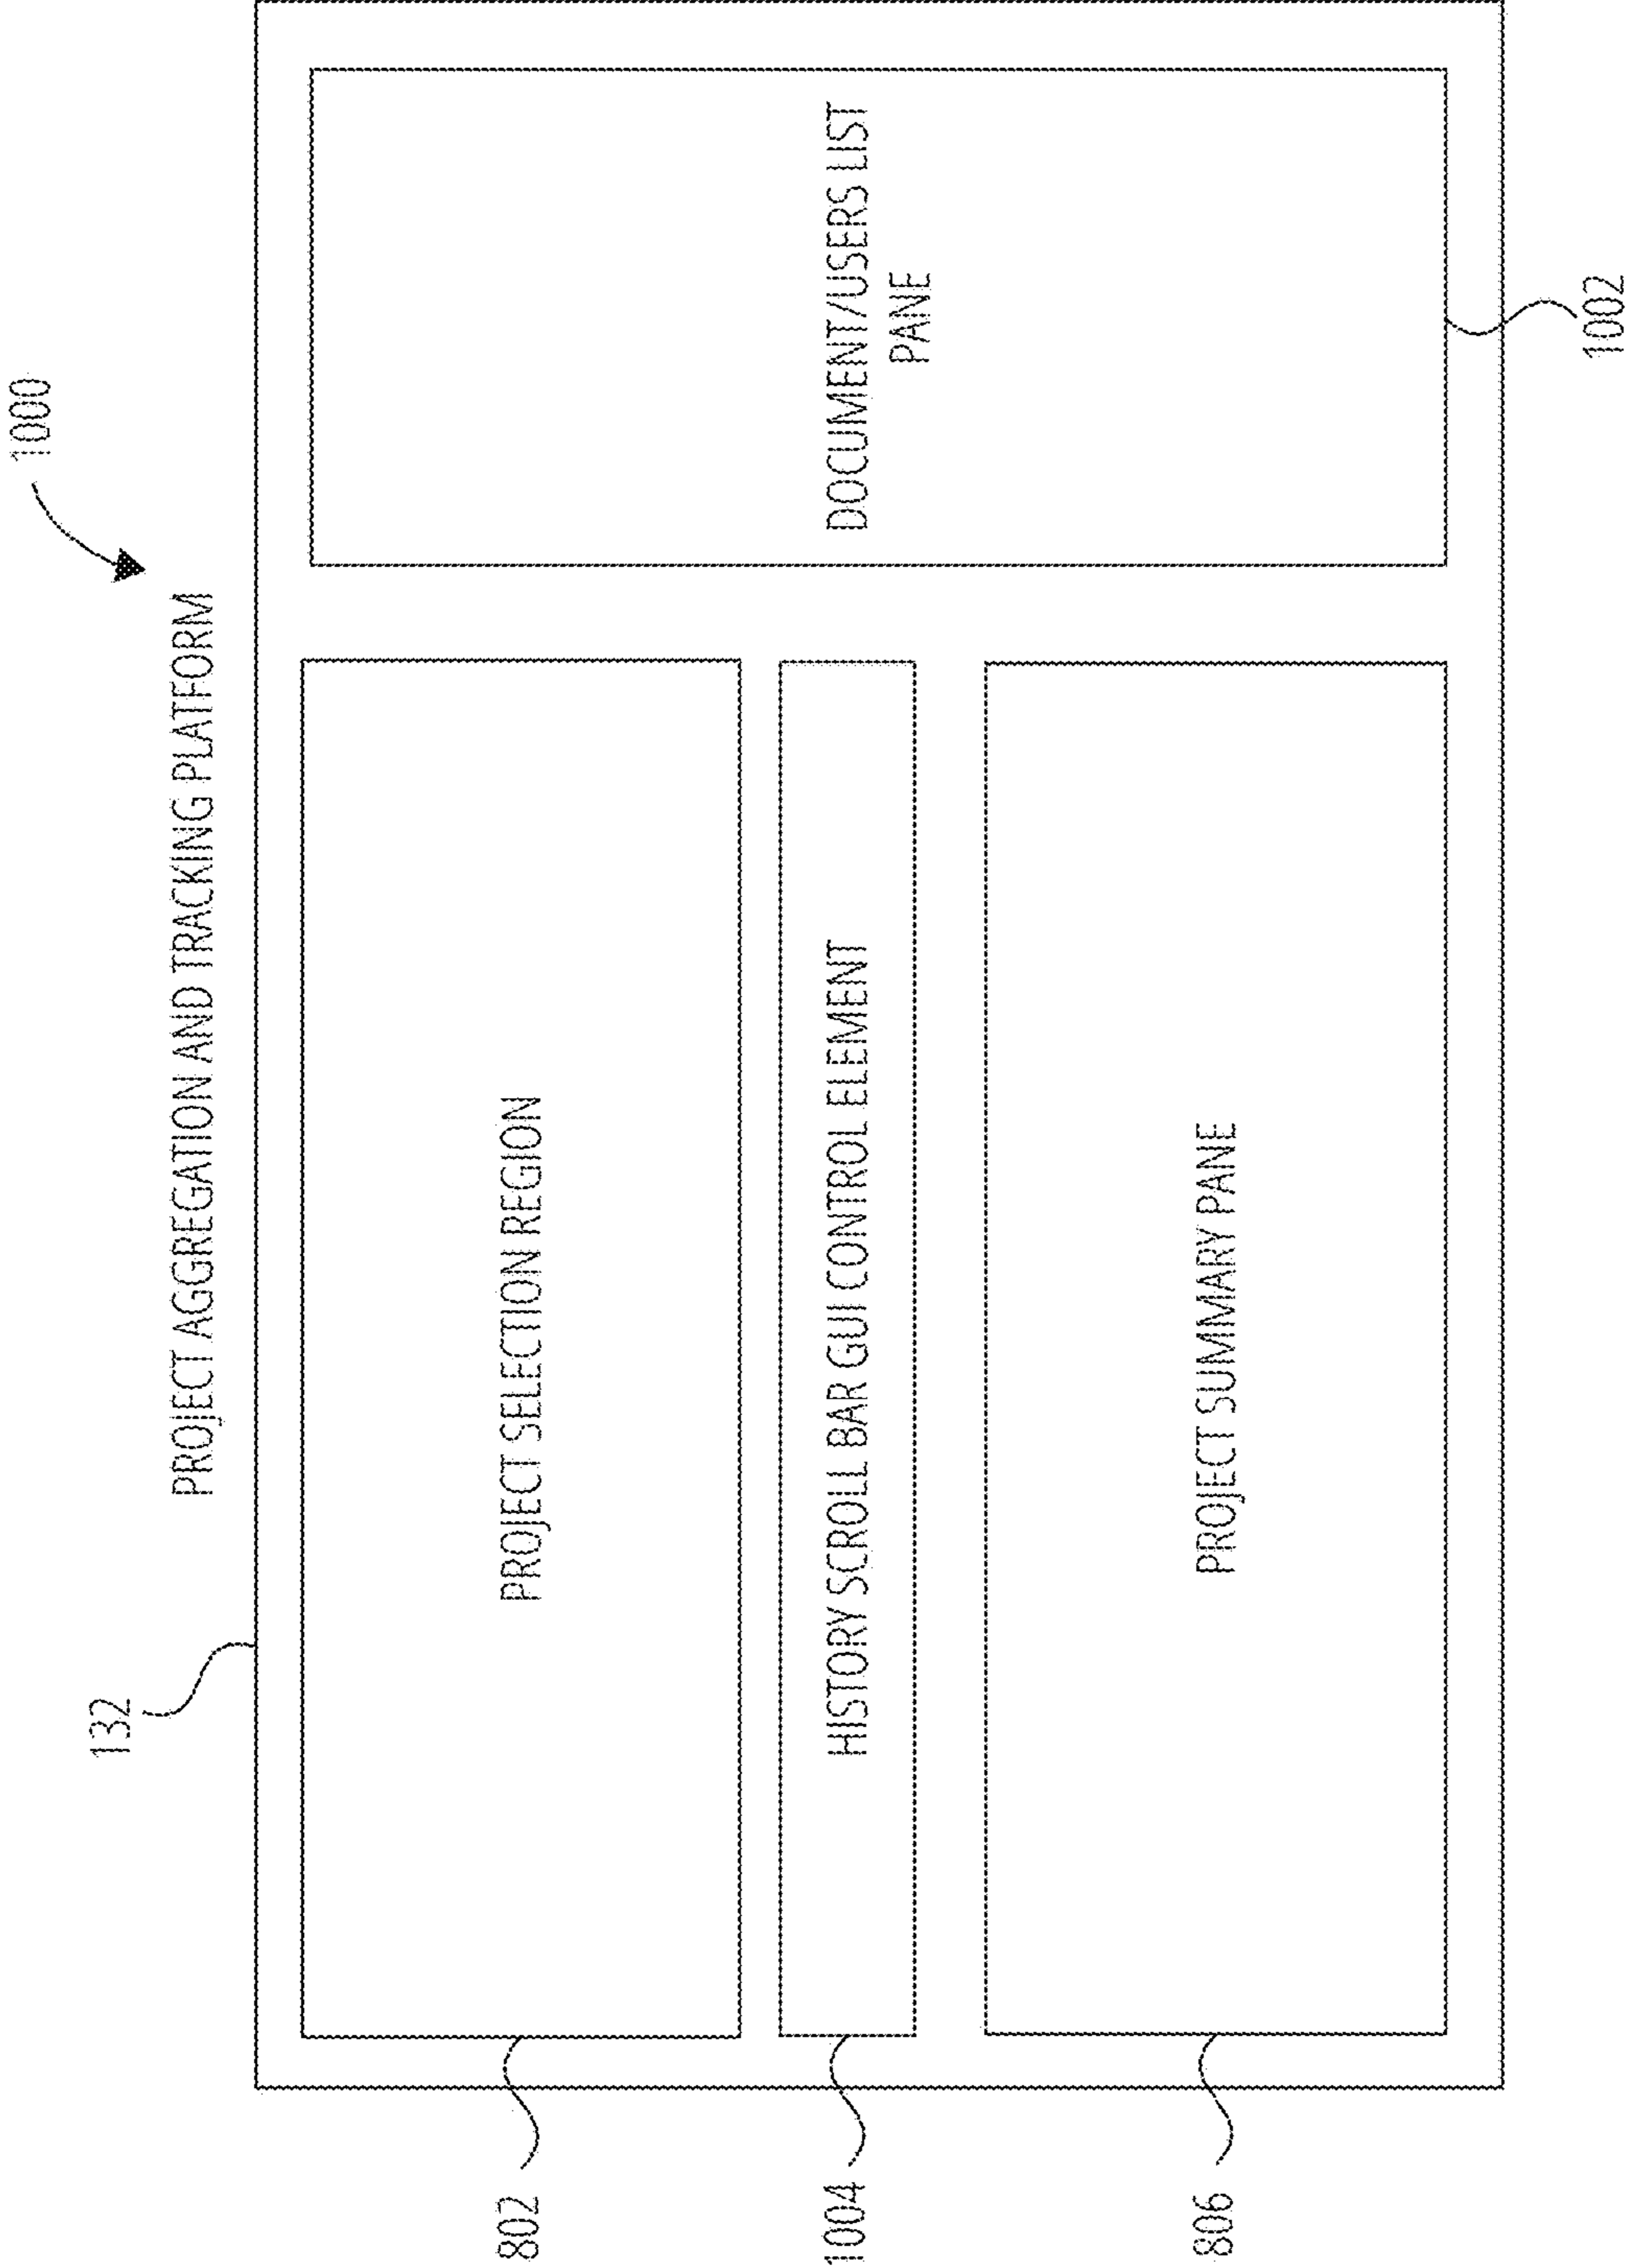 1000
PROJECT AGGREGATION AND TRACKING PLATFORM
132
802
PROJECT SELECTION REGION
1004
HISTORY SCROLL BAR GUI CONTROL ELEMENT
806
PROJECT SUMMARY PANE
DOCUMENT/USERS LIST
PANE
1002